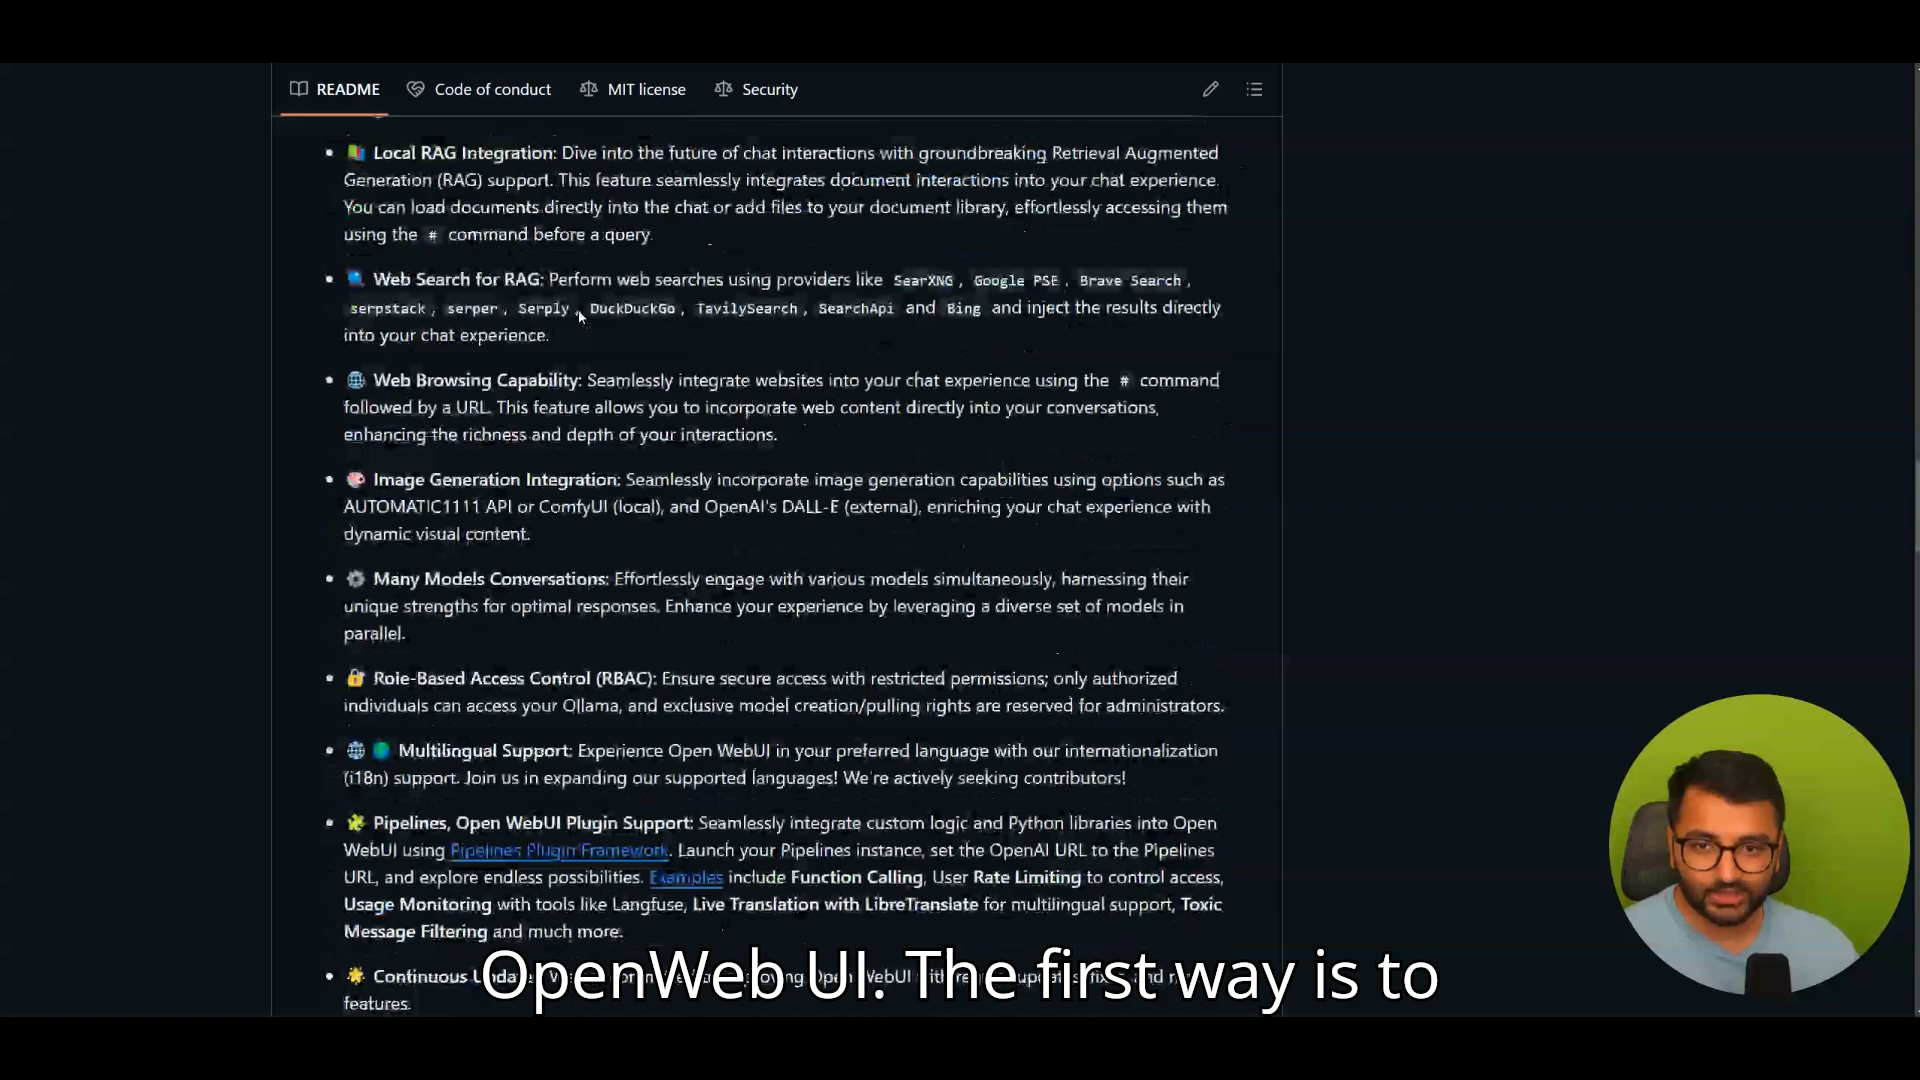 README Code of conduct MIT license Security
Local RAG Integration: Dive into the future of chat interactions with groundbreaking Retrieval Augmented
Generation (RAG) support. This feature seamlessly integrates document interactions into your chat experience.
You can load documents directly into the chat or add files to your document library, effortlessly accessing them
using the # command before a query.
Web Search for RAG: Perform web searches using providers like SearXNG, Google PSE, Brave Search,
serpstack, serper, Serply, DuckDuckGo, TavilySearch, SearchApi and Bing and inject the results directly
into your chat experience.
Web Browsing Capability: Seamlessly integrate websites into your chat experience using the # command
followed by a URL. This feature allows you to incorporate web content directly into your conversations,
enhancing the richness and depth of your interactions.
Image Generation Integration: Seamlessly incorporate image generation capabilities using options such as
AUTOMATIC1111 API or ComfyUI (local), and OpenAI's DALL-E (external), enriching your chat experience with
dynamic visual content.
Many Models Conversations: Effortlessly engage with various models simultaneously, harnessing their
unique strengths for optimal responses. Enhance your experience by leveraging a diverse set of models in
parallel.
Role-Based Access Control (RBAC): Ensure secure access with restricted permissions; only authorized
individuals can access your Ollama, and exclusive model creation/pulling rights are reserved for administrators.
Multilingual Support: Experience Open WebUI in your preferred language with our internationalization
(i18n) support. Join us in expanding our supported languages! We're actively seeking contributors!
Pipelines, Open WebUI Plugin Support: Seamlessly integrate custom logic and Python libraries into Open
WebUI using Pipelines Plugin Framework. Launch your Pipelines instance, set the OpenAI URL to the Pipelines
URL, and explore endless possibilities. Examples include Function Calling, User Rate Limiting to control access,
Usage Monitoring with tools like Langfuse, Live Translation with LibreTranslate for multilingual support, Toxic
Message Filtering and much more.
Continuous
features.
OpenWeb UI. The first way is to